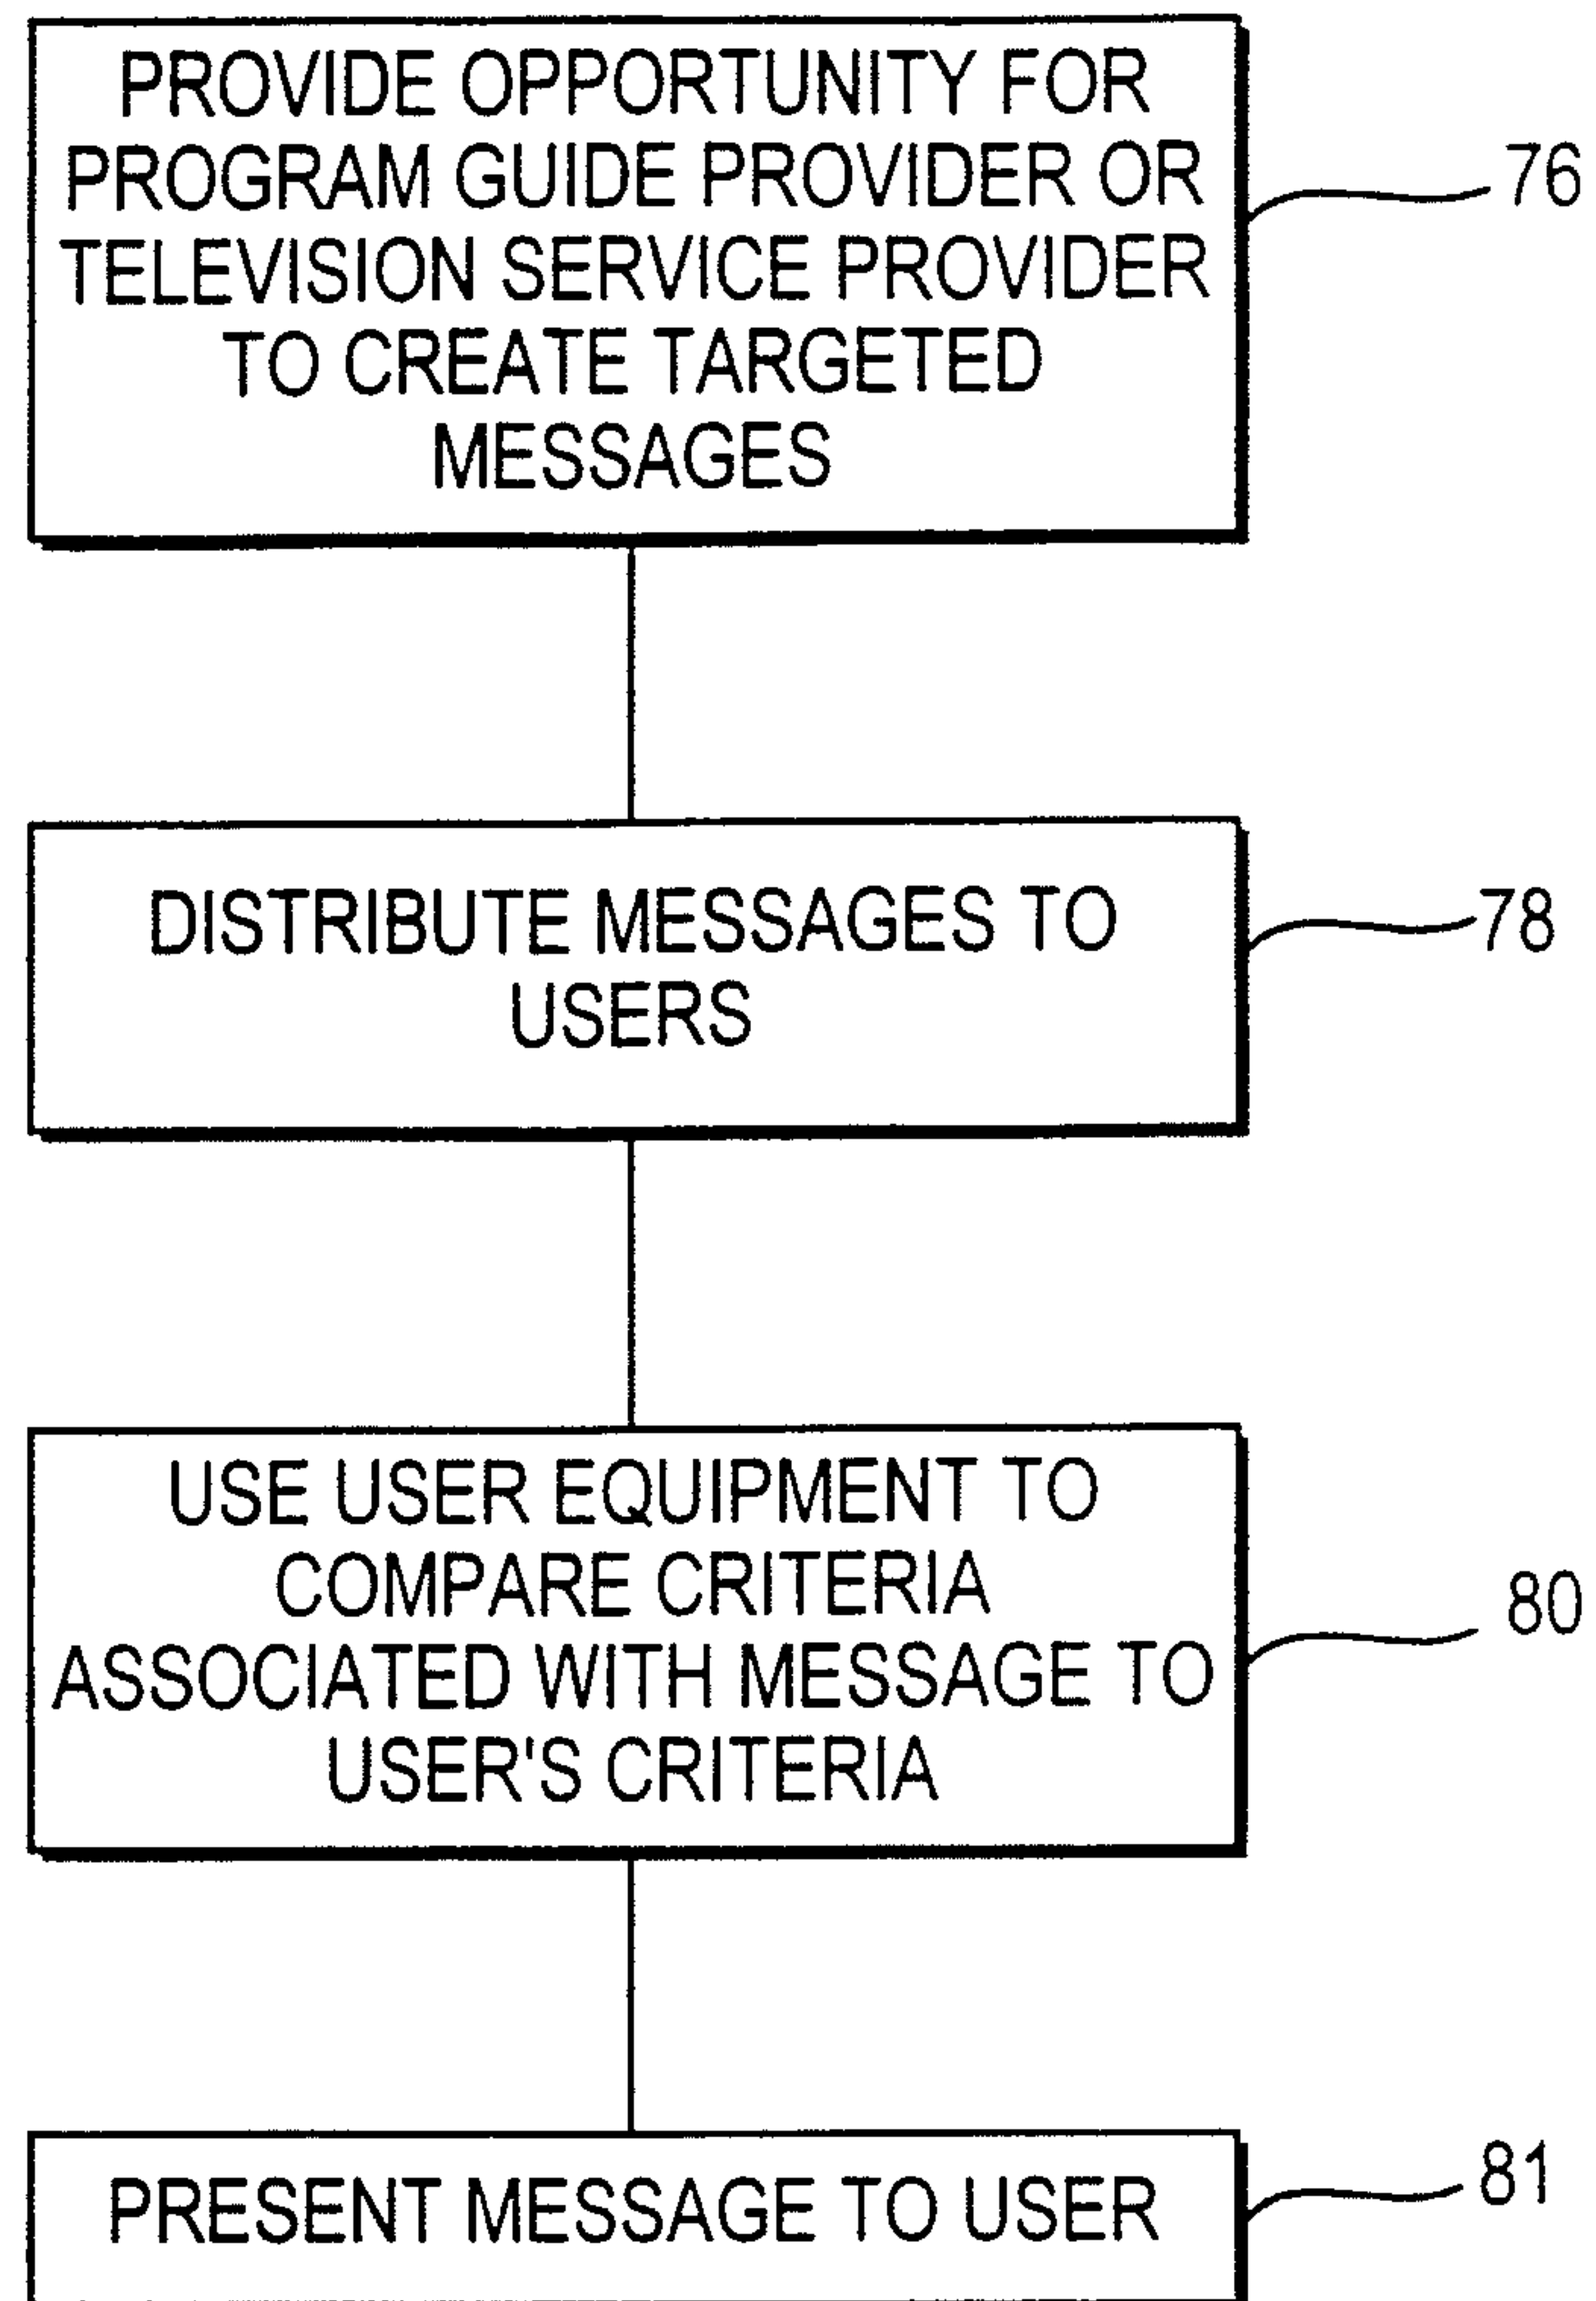 PROVIDE OPPORTUNITY FOR
PROGRAM GUIDE PROVIDER OR
TELEVISION SERVICE PROVIDER
TO CREATE TARGETED
MESSAGES
76
DISTRIBUTE MESSAGES TO
USERS
78
USE USER EQUIPMENT TO
COMPARE CRITERIA
ASSOCIATED WITH MESSAGE TO
USER'S CRITERIA
80
PRESENT MESSAGE TO USER
81